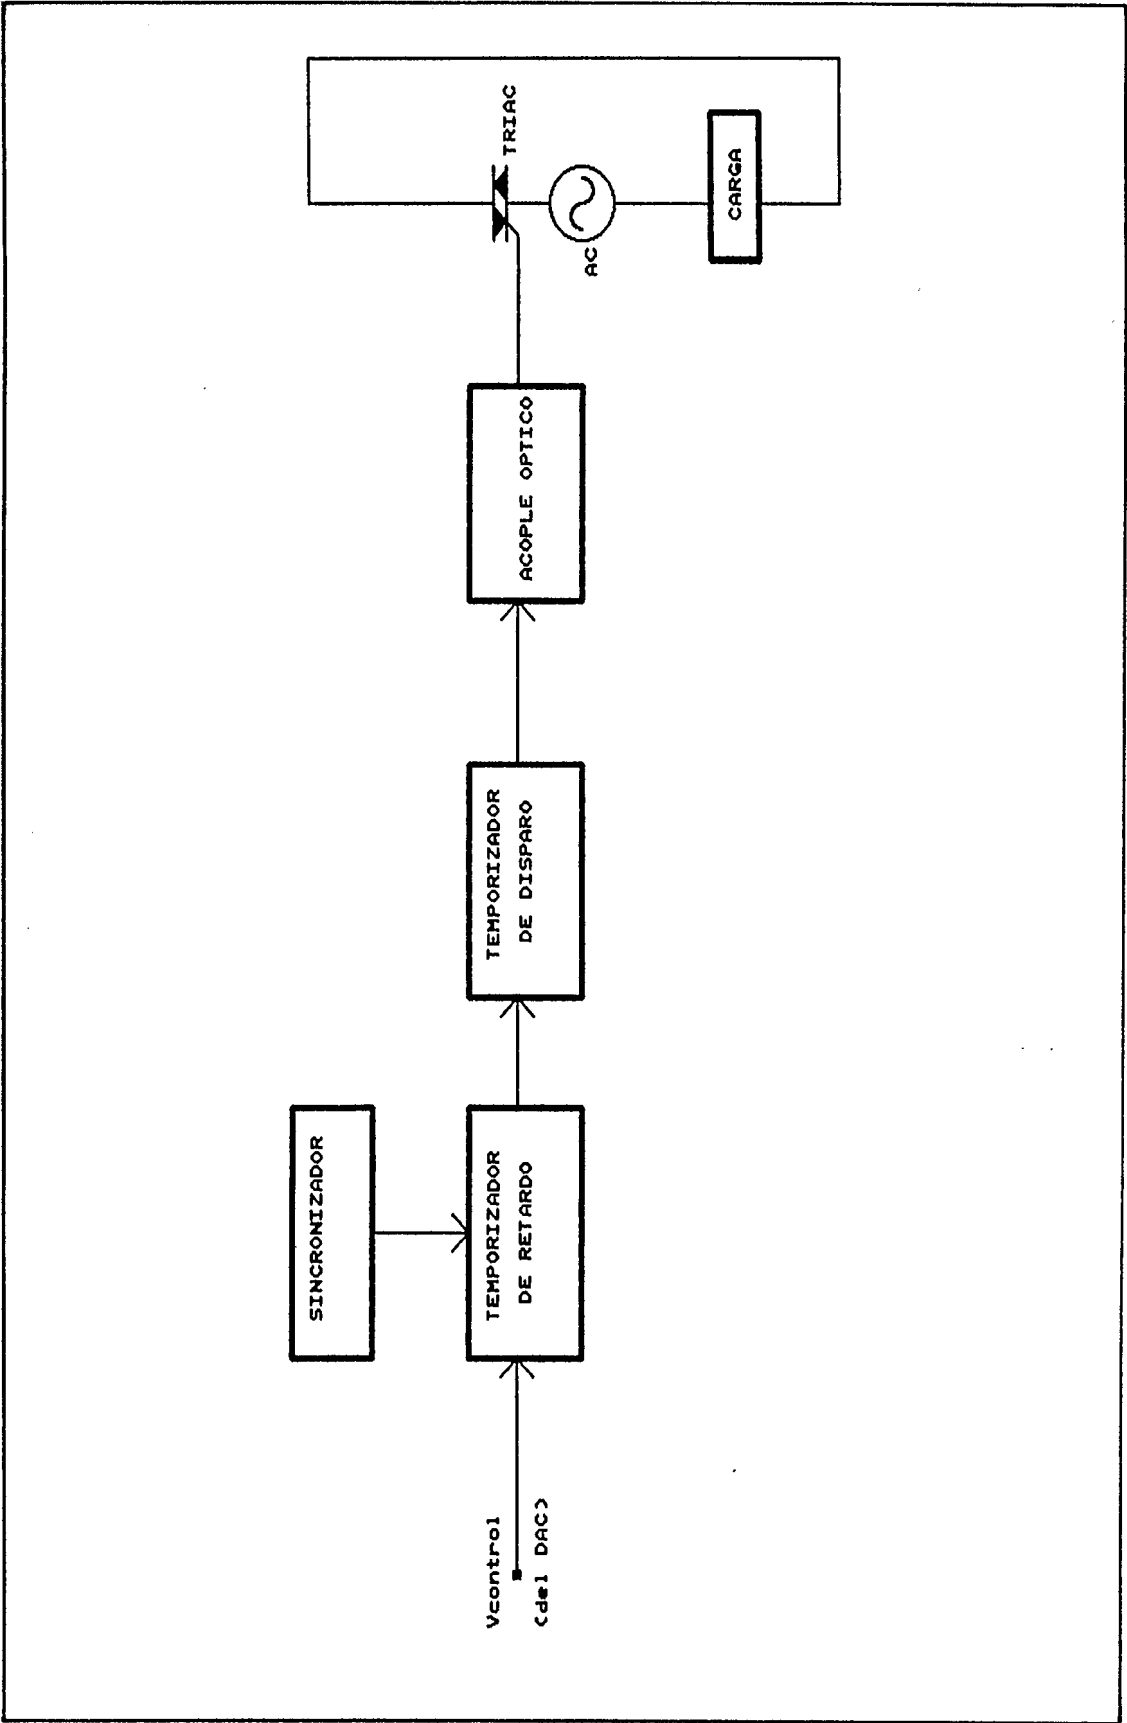 SINCRONIZADOR
Vcontrol
(del DAC)
TEMPORIZADOR
DE RETARDO
TEMPORIZADOR
DE DISPARO
ACOPLE OPTICO
TRIAC
AC
CARGA